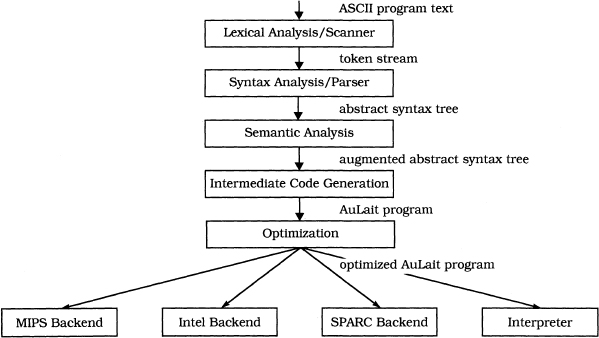 ASCII program text
Lexical Analysis/Scanner
token stream
Syntax Analysis/Parser
abstract syntax tree
Semantic Analysis
augmented abstract syntax tree
Intermediate Code Generation
AuLait program
Optimization
optimized AuLait program
MIPS Backend
Intel Backend
SPARC Backend
Interpreter